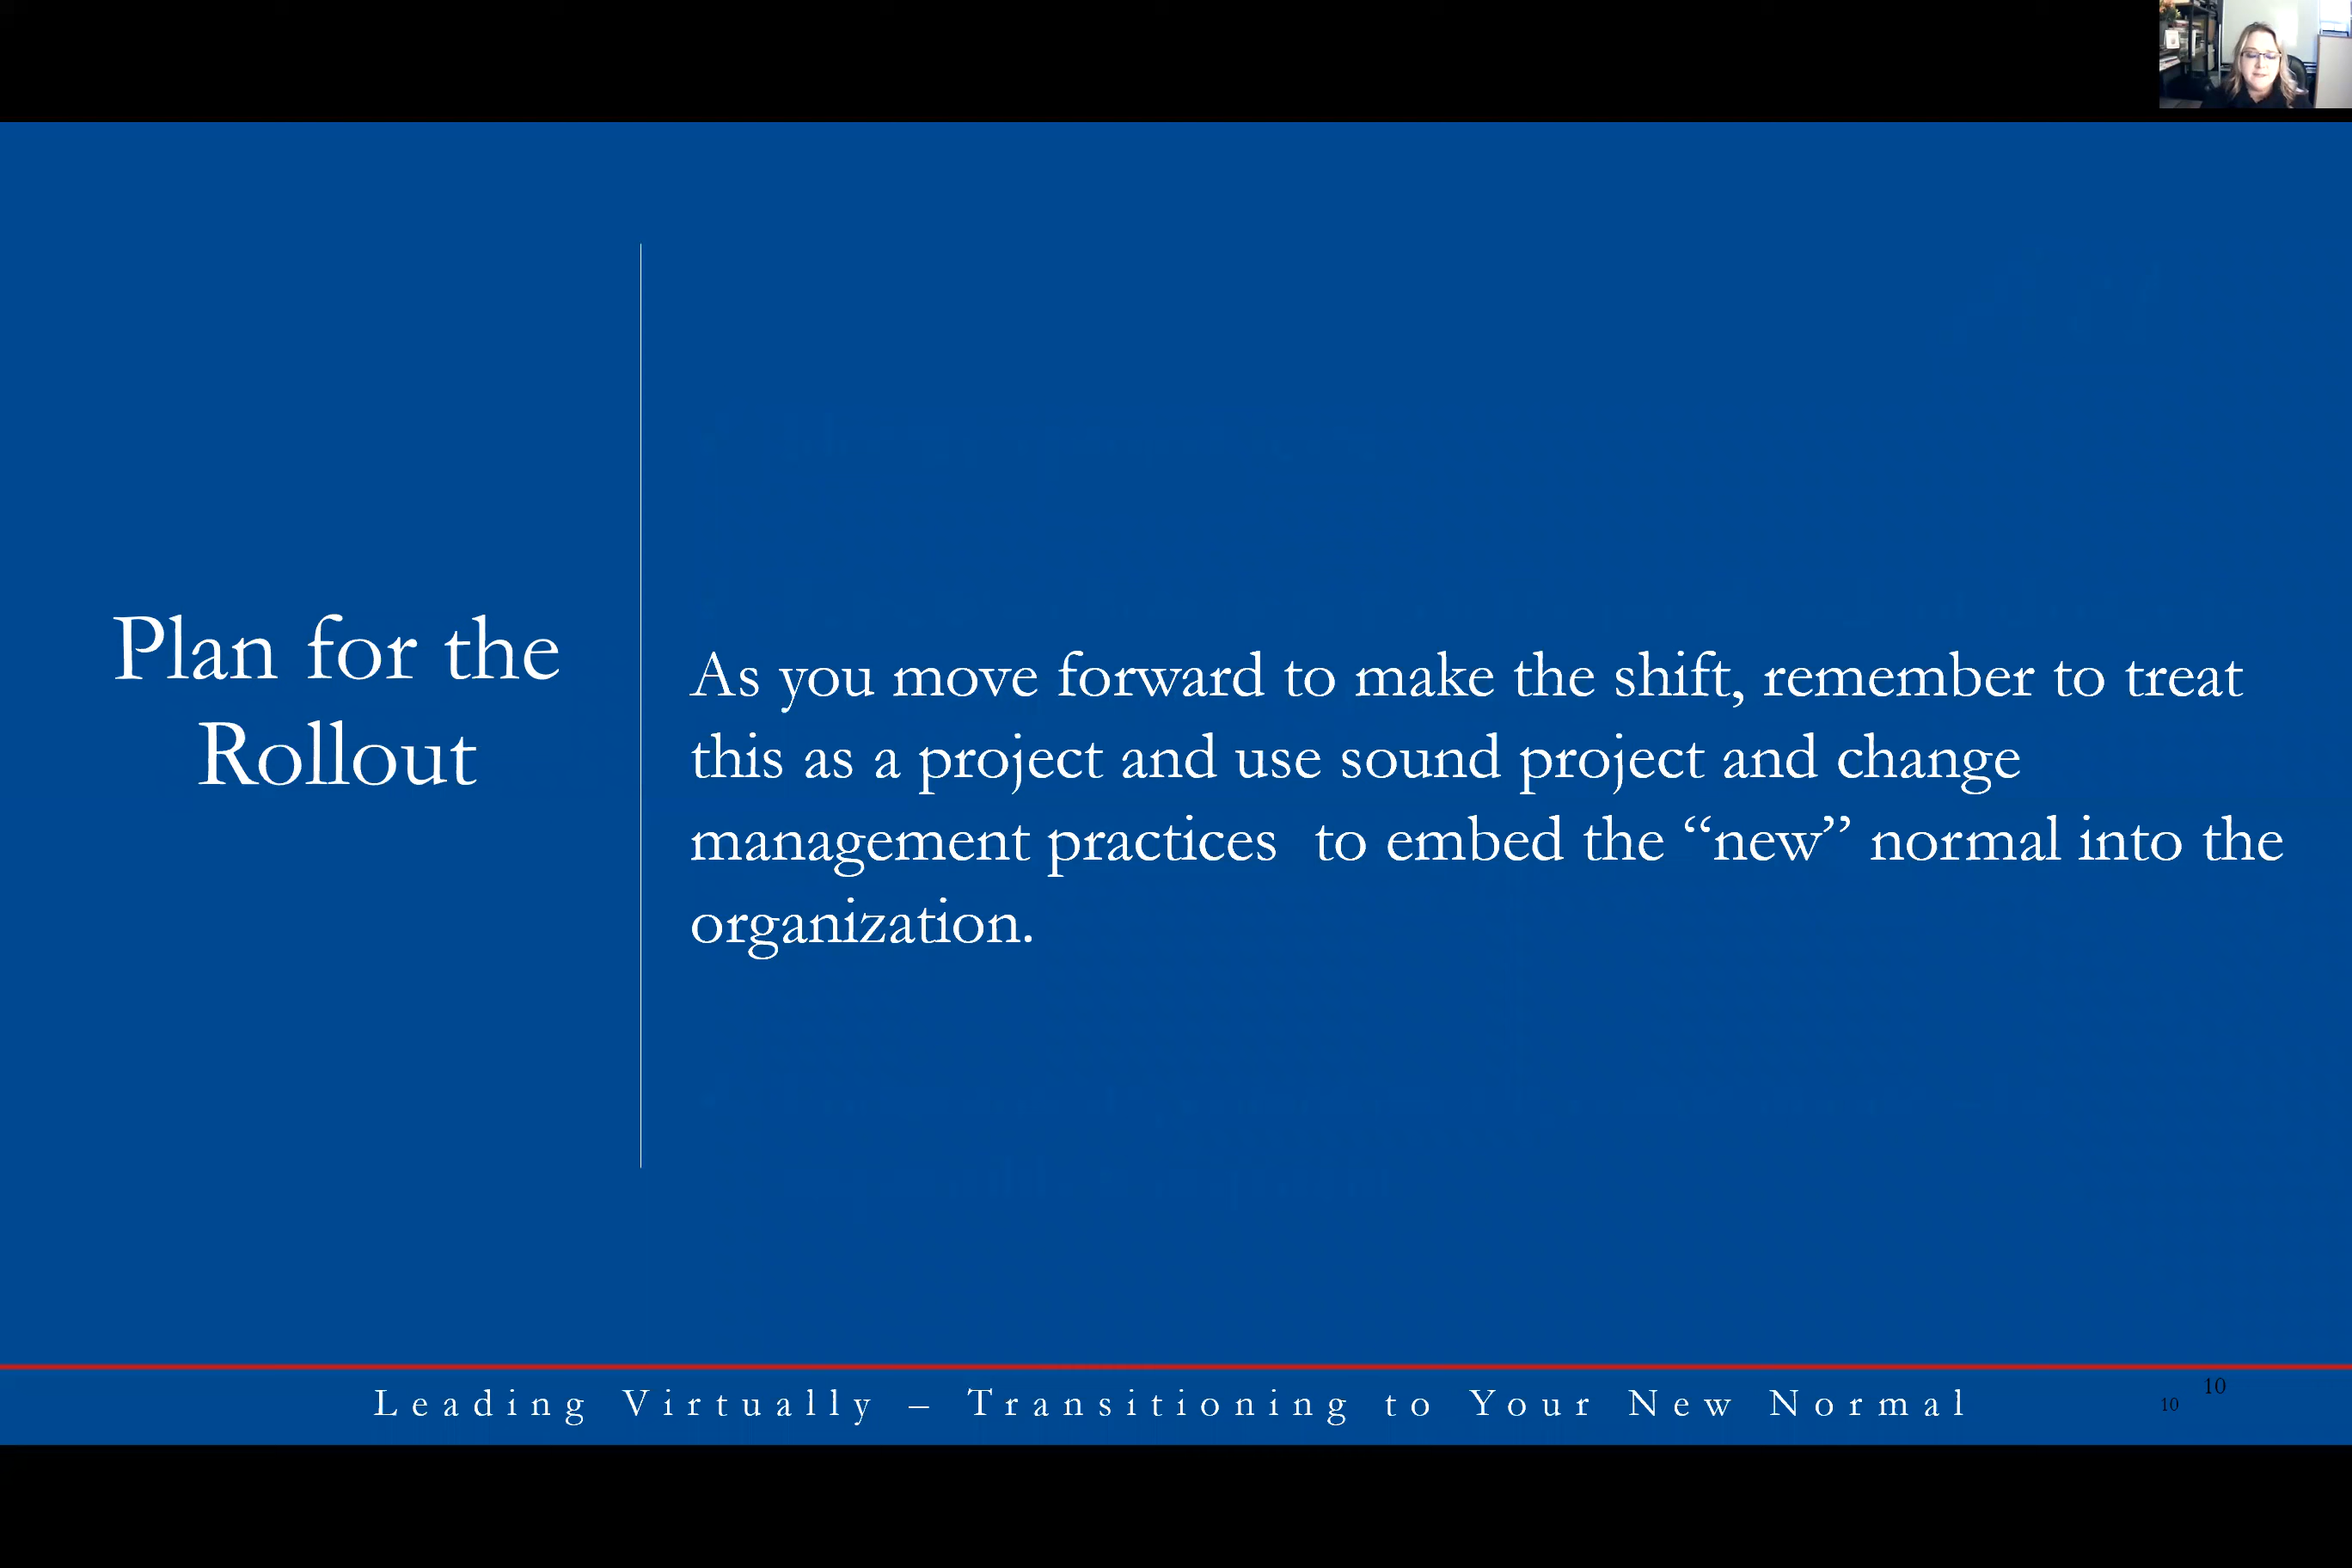 Plan for the
Rollout
As you move forward to make the shift, remember to treat
this as a project and use sound project and change
management practices  to embed the “new” normal into the
organization.
Leading Virtually – Transitioning to Your New Normal
10
10